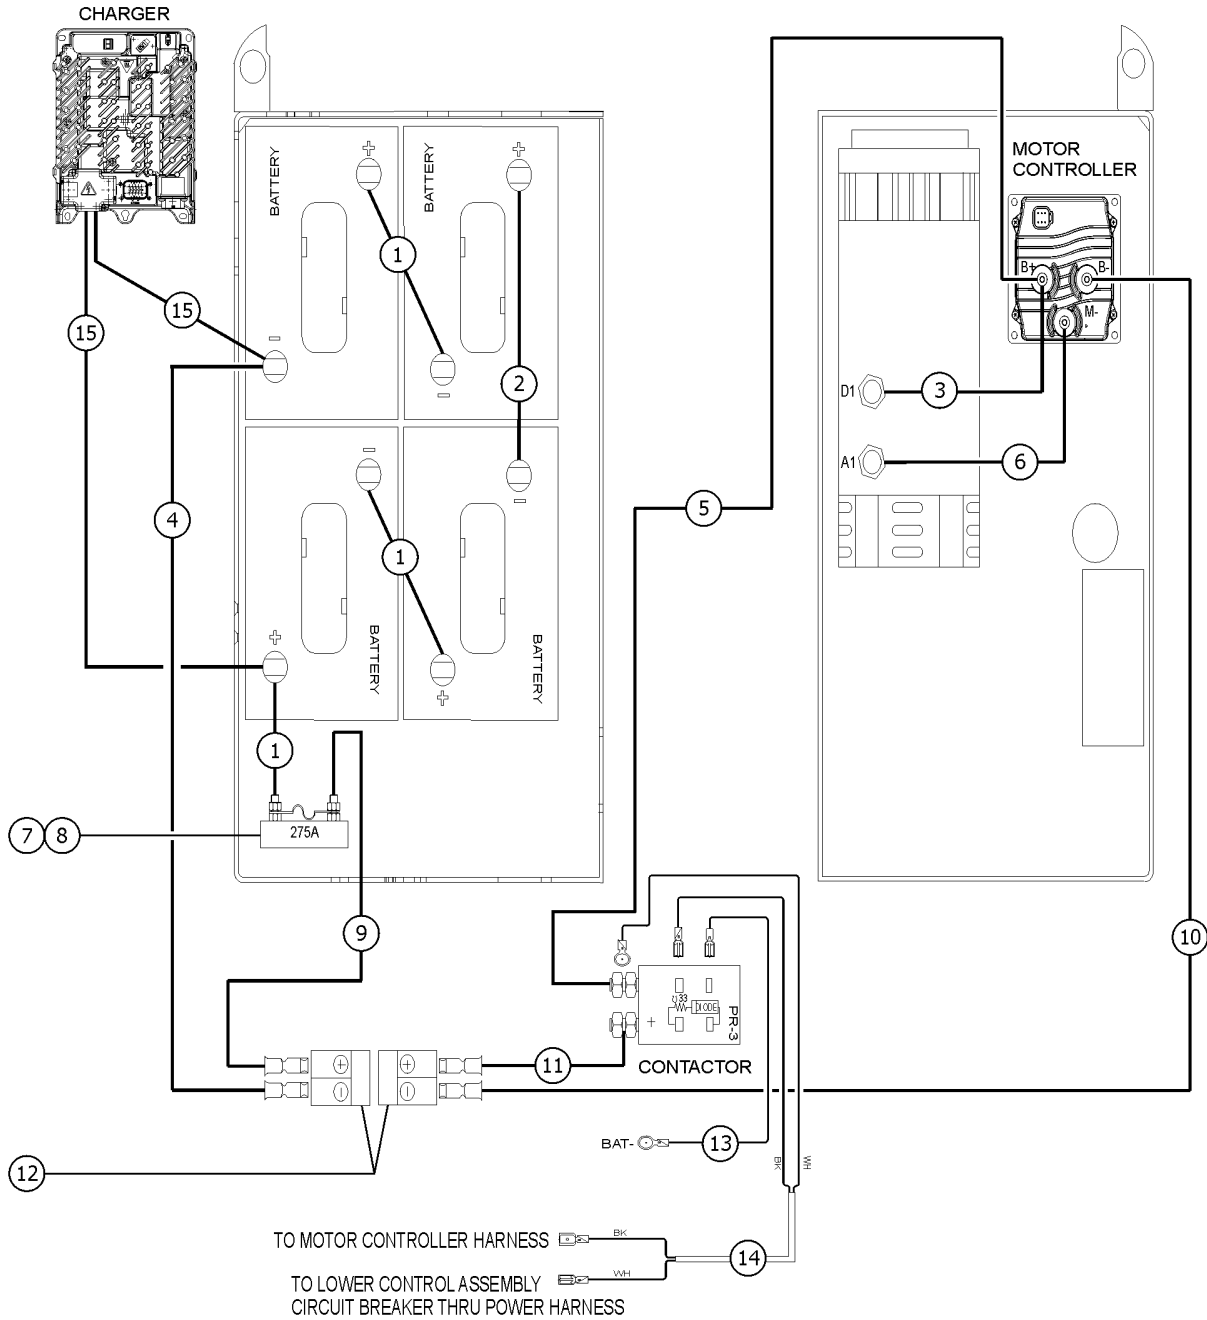 CHARGER
BATTERY
+
BATTERY
+
MOTOR
CONTROLLER
1
B+
B-
15
M-
15
-
-
2
D1
3
A1
6
-
-
4
5
1
+
BATTERY
+
BATTERY
1
7
8
275A
9
10
33
DIODE
+
PR-3
CONTACTOR
11
+
+
-
-
BAT-
13
BK
WH
12
TO MOTOR CONTROLLER HARNESS
BK
14
WH
TO LOWER CONTROL ASSEMBLY
CIRCUIT BREAKER THRU POWER HARNESS